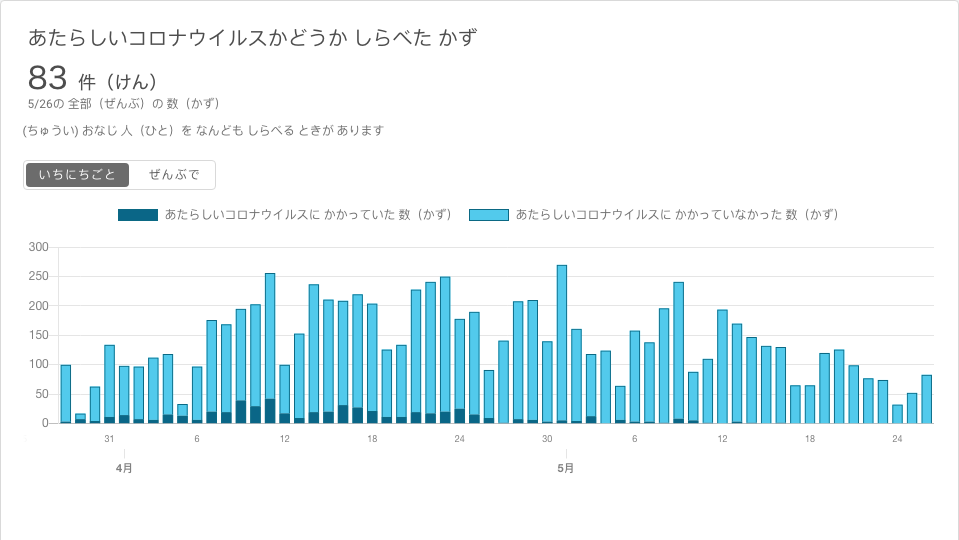 あたらしいコロナウイルスかどうか しらべた かず
83 件（けん）
5/26の 全部（ぜんぶ）の 数（かず）
(ちゅうい) おなじ 人（ひと）を なんども しらべる ときが あります
いちにちごと ぜんぶで
あたらしいコロナウイルスに かかっていた 数（かず） あたらしいコロナウイルスに かかっていなかった 数（かず）
300
250
200
150
100
50
0
31 6 12 18 24 30 6 12 18 24
4月 5月